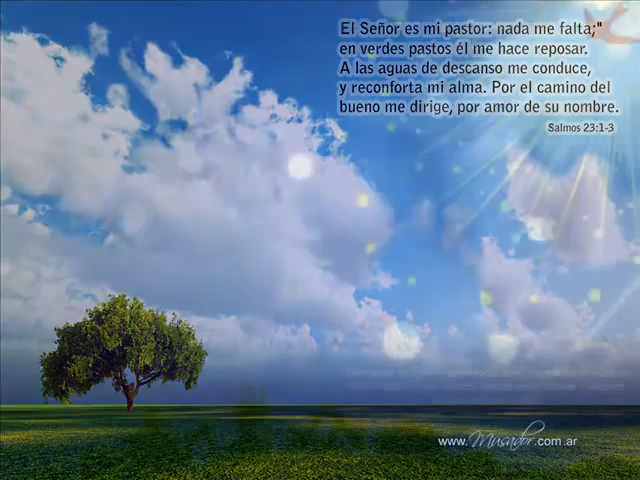 El Señor es mi pastor: nada me falta;"
en verdes pastos él me hace reposar.
A las aguas de descanso me conduce,
y reconforta mi alma. Por el camino del
bueno me dirige, por amor de su nombre.
Salmos 23:1-3
www.Musador.com.ar